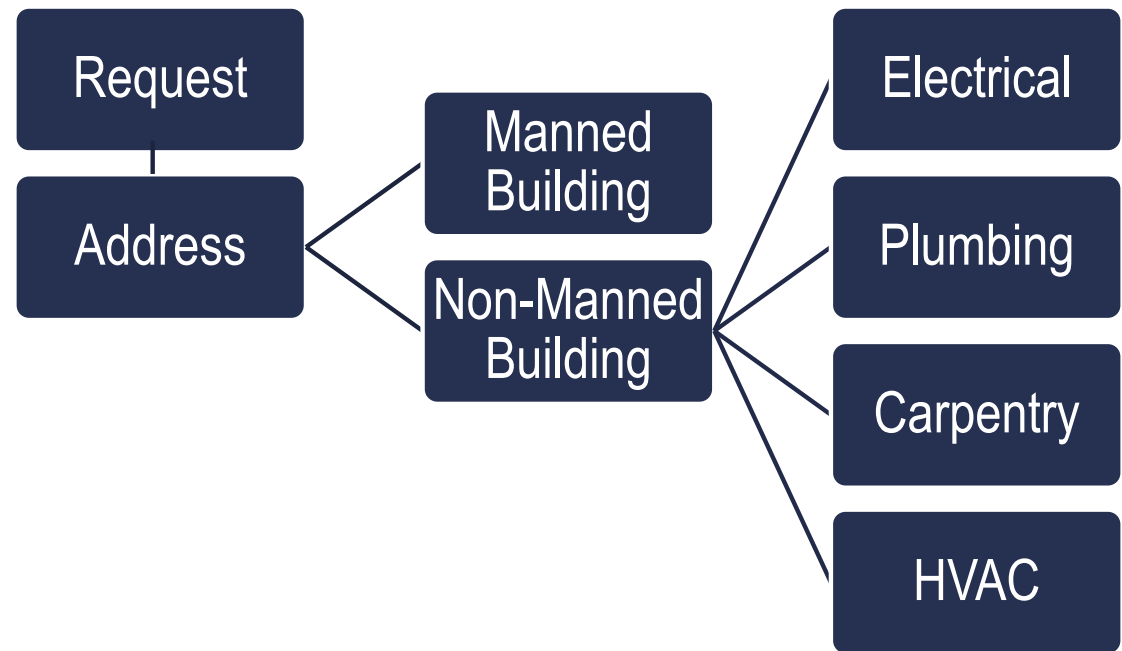 Request
Address
Manned
Building
Non-Manned
Building
Electrical
Plumbing
Carpentry
HVAC